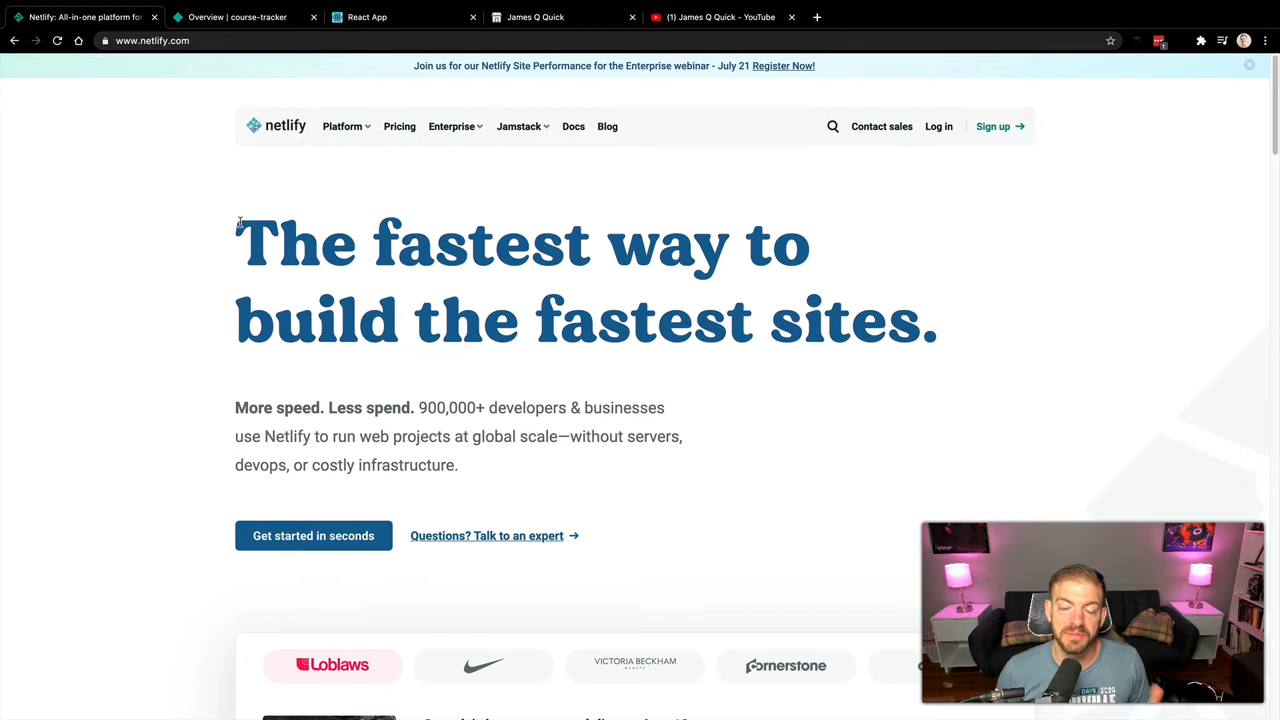 Netlify: All-in-one platform for
Overview | course-tracker
React App
James Q Quick
(1) James Q Quick - YouTube
www.netlify.com
1
Join us for our Netlify Site Performance for the Enterprise webinar - July 21 Register Now!
netlify
Platform
Pricing
Enterprise
Jamstack
Docs
Blog
Contact sales
Log in
Sign up →
The fastest way to
build the fastest sites.
More speed. Less spend. 900,000+ developers & businesses
use Netlify to run web projects at global scale—without servers,
devops, or costly infrastructure.
Get started in seconds
Questions? Talk to an expert →
Loblaws
VICTORIA BECKHAM
BEAUTY
Cornerstone
DAYS 2020